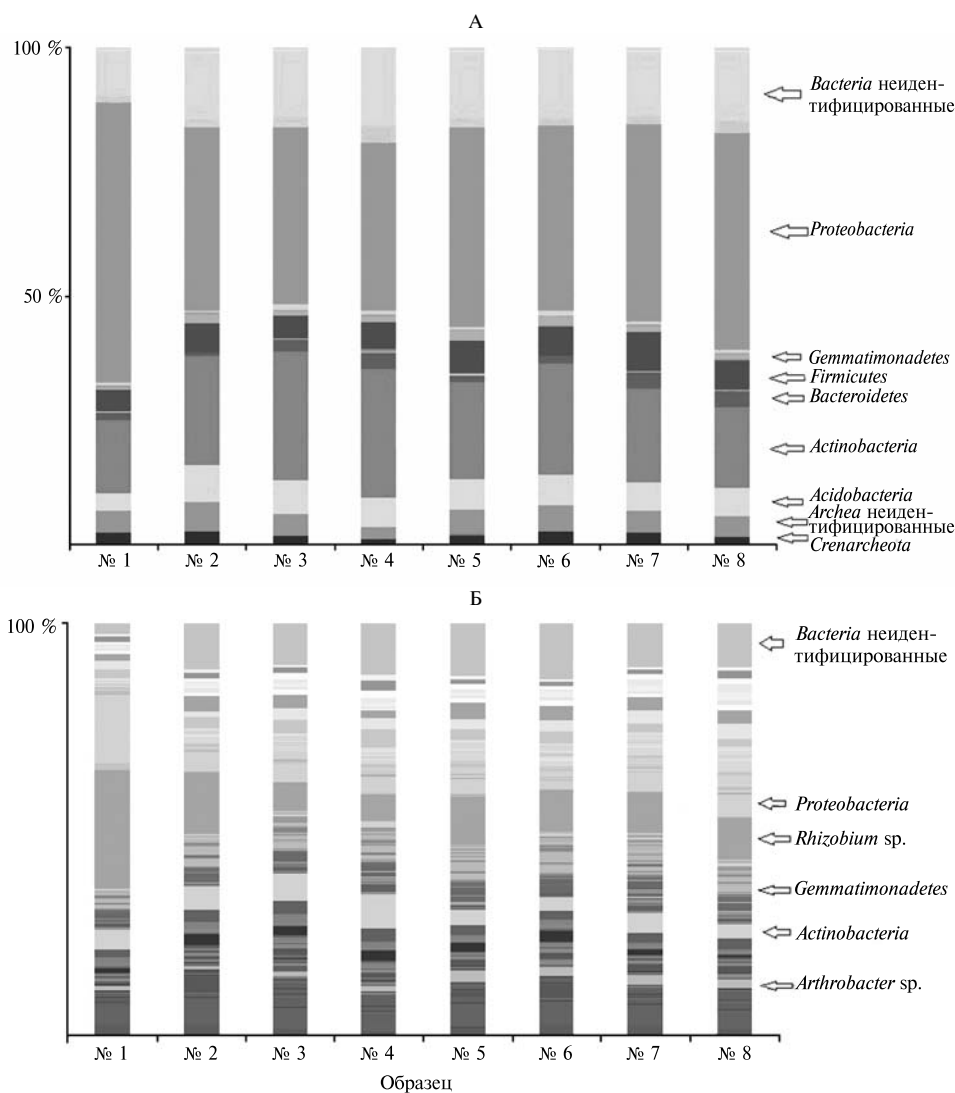 А
100 %
Bacteria неиден-
тифицированные
Proteobacteria
50 %
Gemmatimonadetes
Firmicutes
Bacteroidetes
Actinobacteria
Acidobacteria
Archea неиден-
тифицированные
Crenarcheota
№ 1 № 2 № 3 № 4 № 5 № 6 № 7 № 8
Б
100 %
Bacteria неиден-
тифицированные
Proteobacteria
Rhizobium sp.
Gemmatimonadetes
Actinobacteria
Arthrobacter sp.
№ 1 № 2 № 3 № 4 № 5 № 6 № 7 № 8
Образец